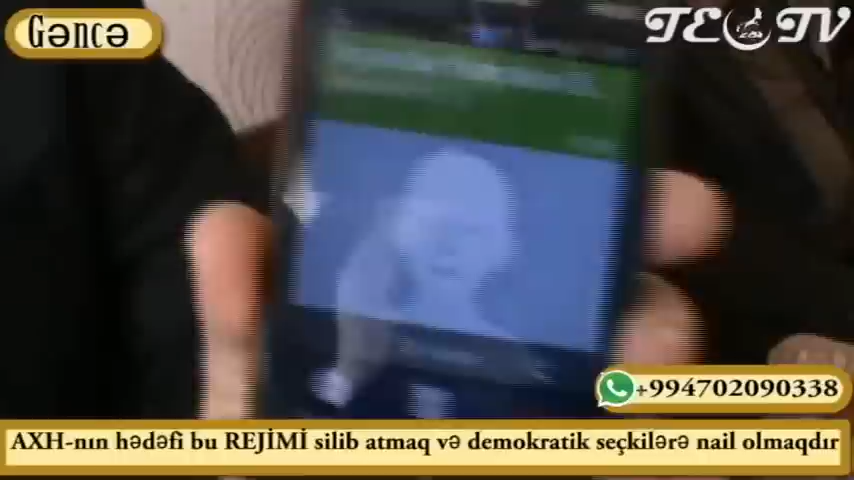 Gəncə
TEO TV
+994702090338
AXH-nın hədəfi bu REJİMİ silib atmaq və demokratik seçkilərə nail olmaqdır